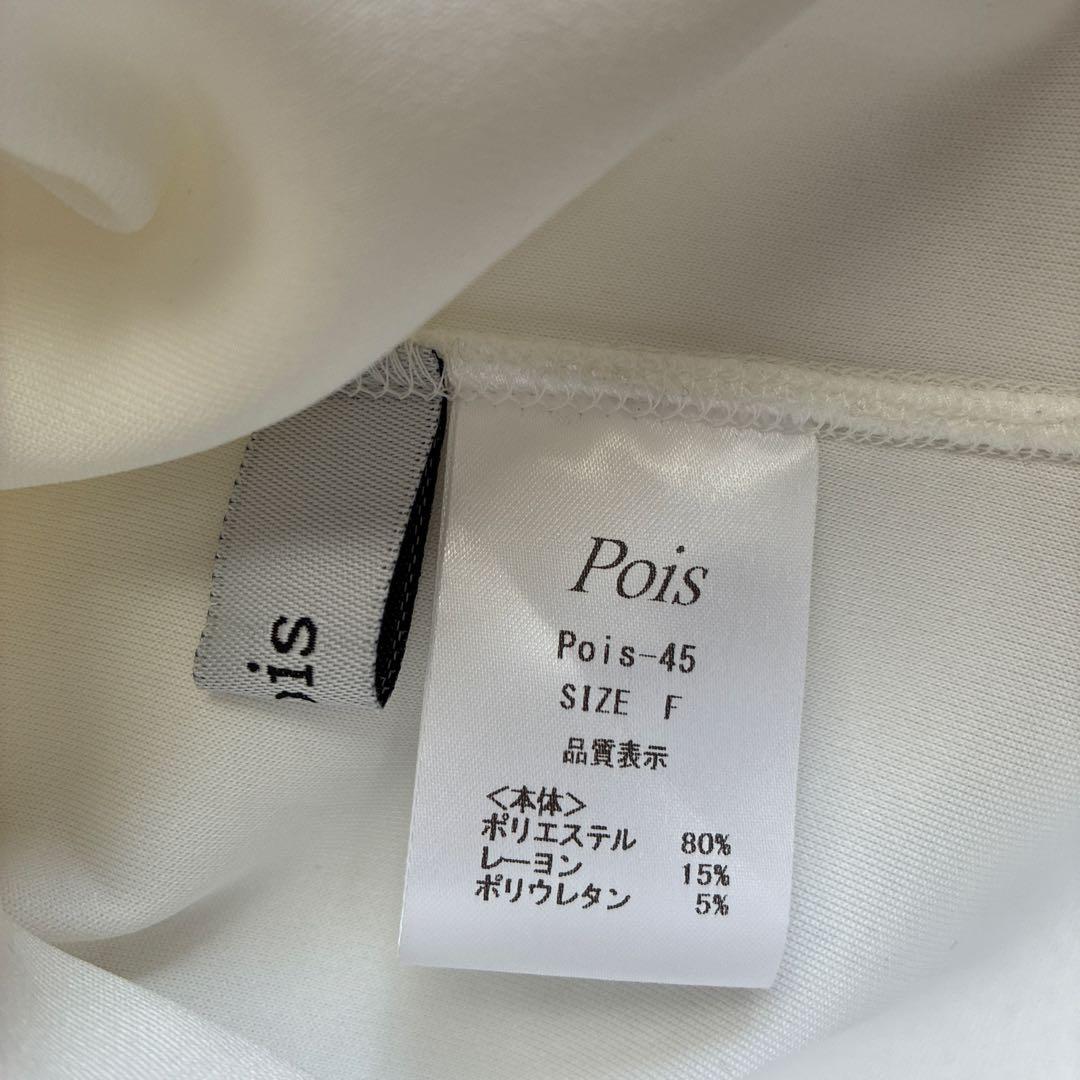 Pois
Pois-45
SIZE F
品質表示
<本体>
ポリエステル 80%
レーヨン 15%
ポリウレタン 5%